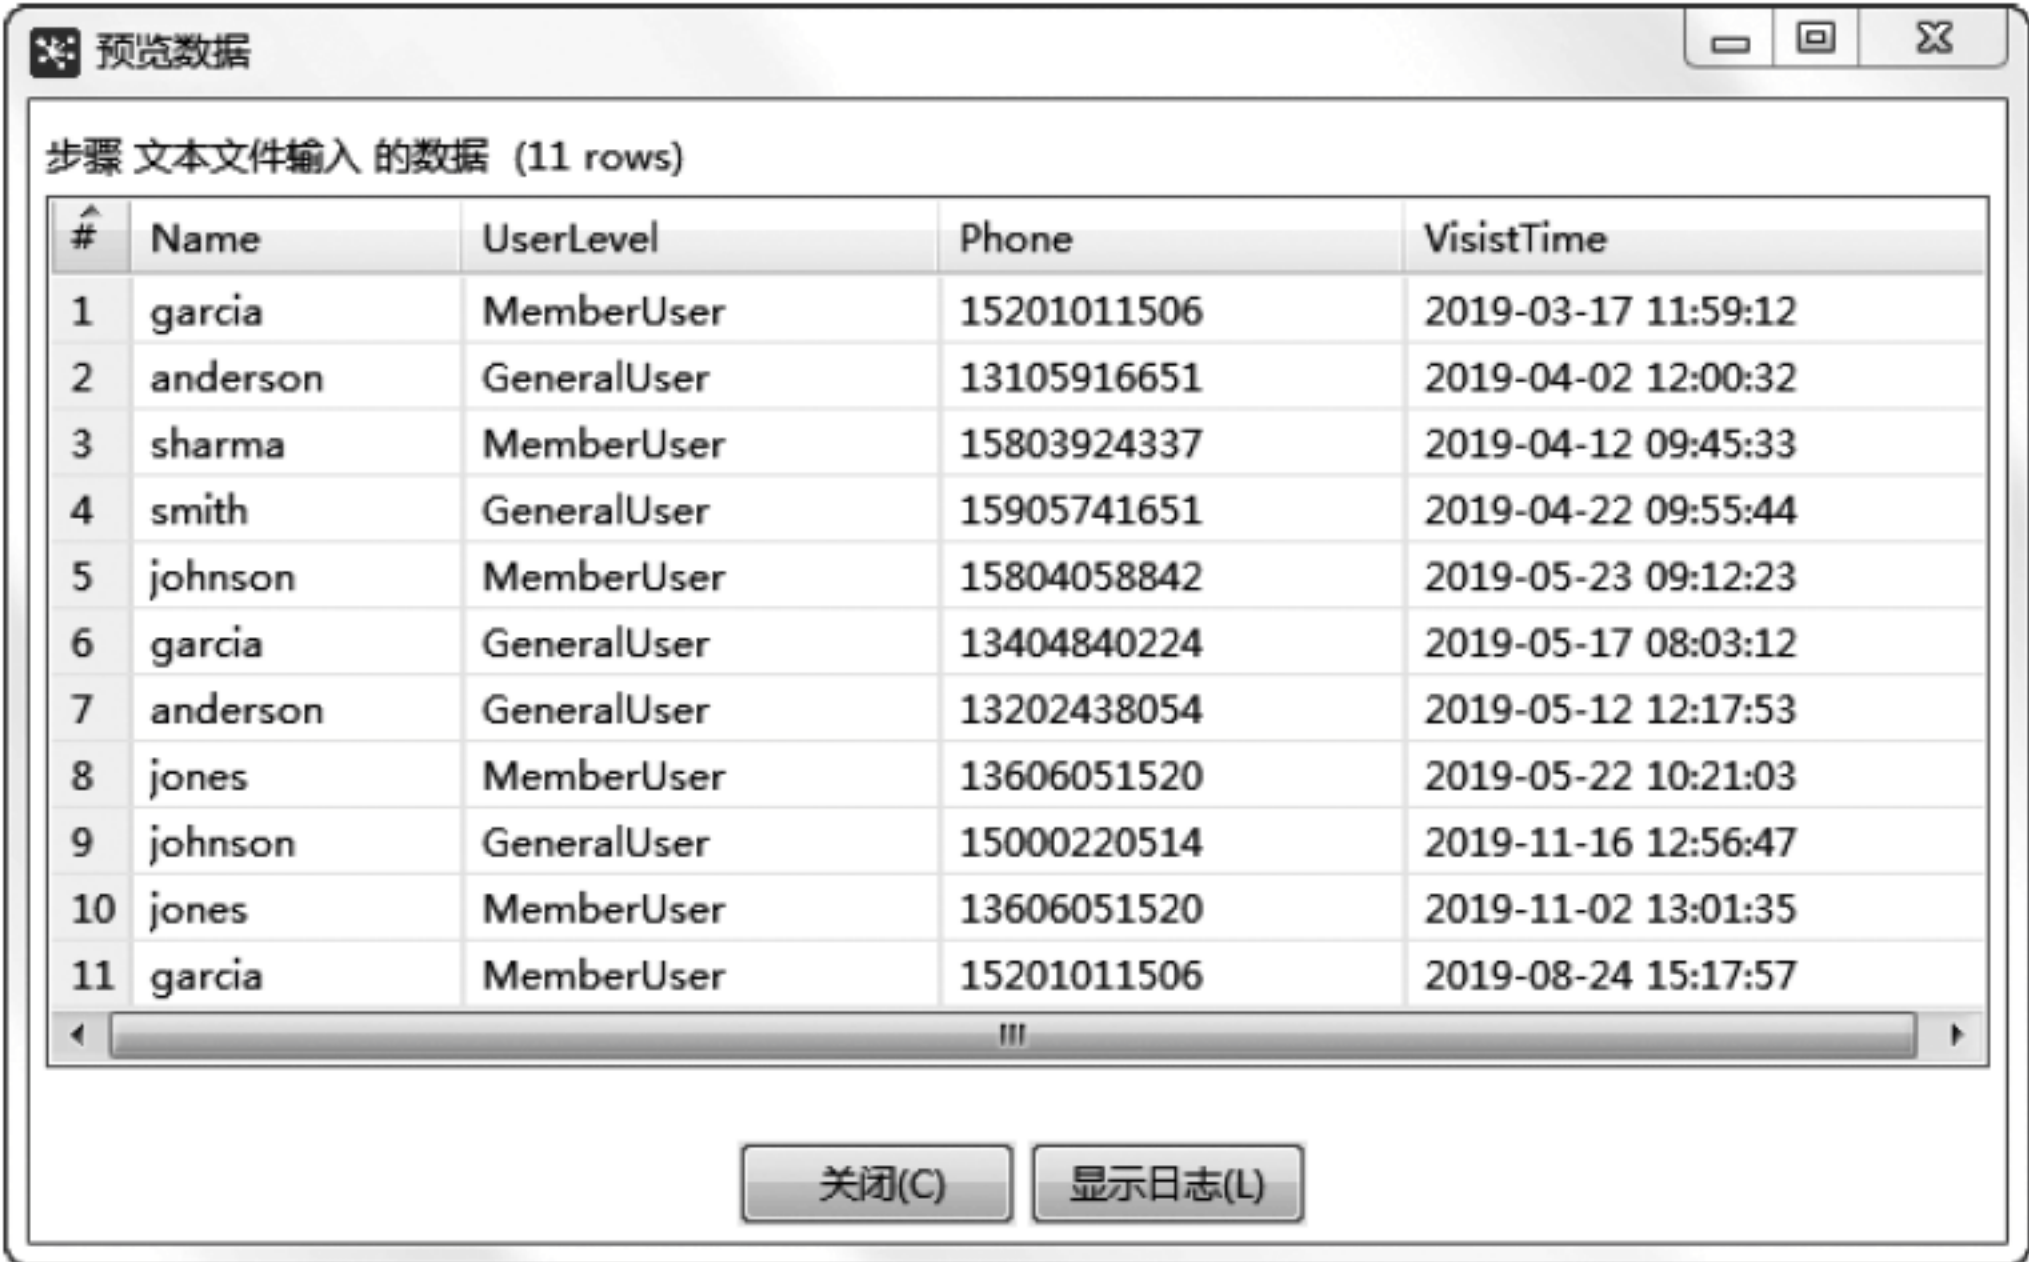 预览数据
步骤 文本文件输入 的数据 (11 rows)
# Name UserLevel Phone VisistTime
1 garcia MemberUser 15201011506 2019-03-17 11:59:12
2 anderson GeneralUser 13105916651 2019-04-02 12:00:32
3 sharma MemberUser 15803924337 2019-04-12 09:45:33
4 smith GeneralUser 15905741651 2019-04-22 09:55:44
5 johnson MemberUser 15804058842 2019-05-23 09:12:23
6 garcia GeneralUser 13404840224 2019-05-17 08:03:12
7 anderson GeneralUser 13202438054 2019-05-12 12:17:53
8 jones MemberUser 13606051520 2019-05-22 10:21:03
9 johnson GeneralUser 15000220514 2019-11-16 12:56:47
10 jones MemberUser 13606051520 2019-11-02 13:01:35
11 garcia MemberUser 15201011506 2019-08-24 15:17:57
关闭(C) 显示日志(L)